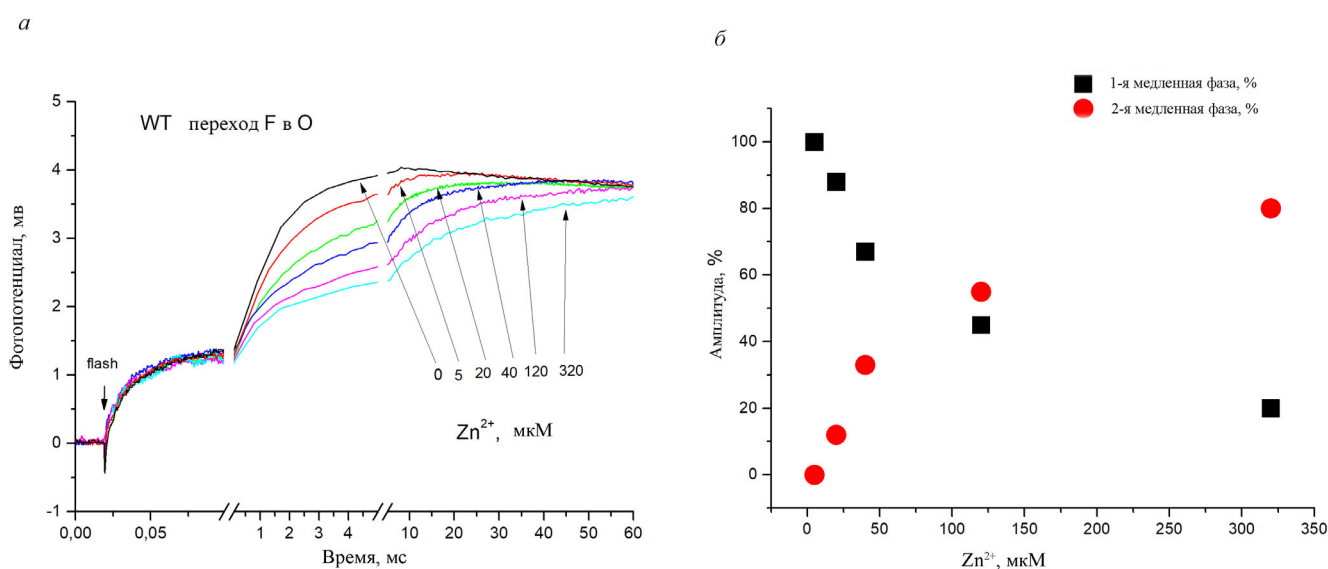 а
WT переход F в О
flash
0 5 20 40 120 320
Zn2+, мкМ
Фотопотенциал, мв
5
4
3
2
1
0
-1
0,00 0,05 1 2 3 4 10 20 30 40 50 60
Время, мс
б
1-я медленная фаза, %
2-я медленная фаза, %
Амплитуда, %
100
80
60
40
20
0
0 50 100 150 200 250 300 350
Zn2+, мкМ